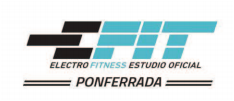 EFIT
ELECTRO FITNESS ESTUDIO OFICIAL
PONFERRADA